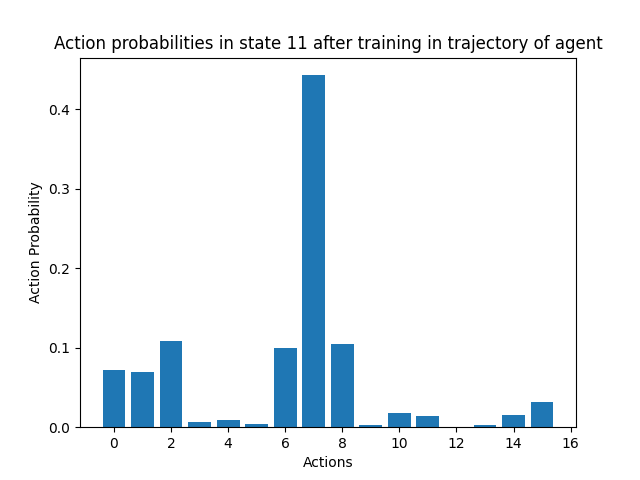 Action probabilities in state 11 after training in trajectory of agent
0.4
0.3
0.2
0.1
0.0
Action Probability
0 2 4 6 8 10 12 14 16
Actions